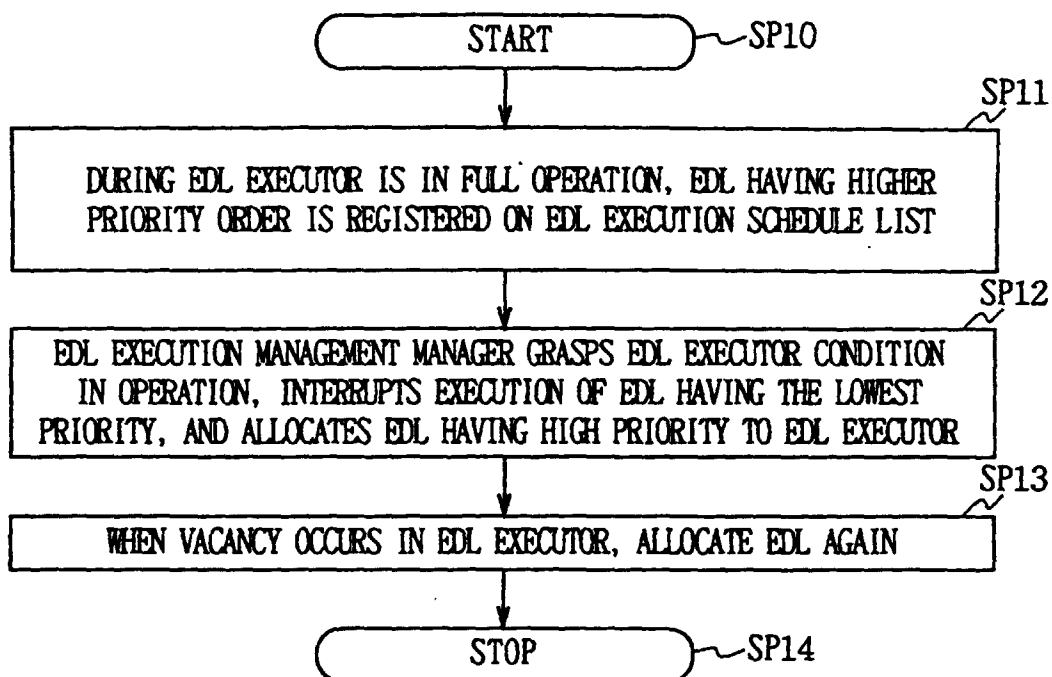 START
SP10
SP11
DURING EDL EXECUTOR IS IN FULL OPERATION, EDL HAVING HIGHER
PRIORITY ORDER IS REGISTERED ON EDL EXECUTION SCHEDULE LIST
SP12
EDL EXECUTION MANAGEMENT MANAGER GRASPS EDL EXECUTOR CONDITION
IN OPERATION, INTERRUPTS EXECUTION OF EDL HAVING THE LOWEST
PRIORITY, AND ALLOCATES EDL HAVING HIGH PRIORITY TO EDL EXECUTOR
SP13
WHEN VACANCY OCCURS IN EDL EXECUTOR, ALLOCATE EDL AGAIN
STOP
SP14